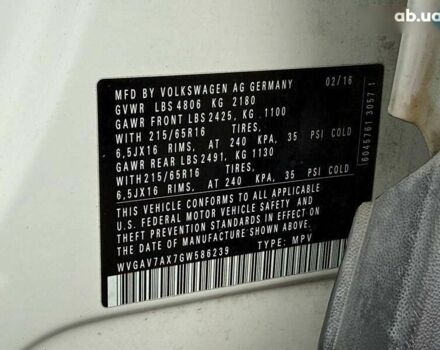 ab.ua
MFD BY VOLKSWAGEN AG GERMANY 02/16
GVWR LBS 4806 KG 2180
GAWR FRONT LBS 2425, KG .1100
WITH 215/65R16 TIRES,
6,5JX16 RIMS, AT 240 KPA, 35 PSI COLD
GAWR REAR LBS 2491, KG 1130
WITH 215/65R16 TIRES,
6,5JX16 RIMS, AT 240 KPA, 35 PSI COLD
THIS VEHICLE CONFORMS TO ALL APPLICABLE
U.S. FEDERAL MOTOR VEHICLE SAFETY AND
THEFT PREVENTION STANDARDS IN EFFECT ON
THE DATE OF MANUFACTURE SHOWN ABOVE.
WVGAV7AX7GW586239 TYPE: MPV
6045761 3057 1